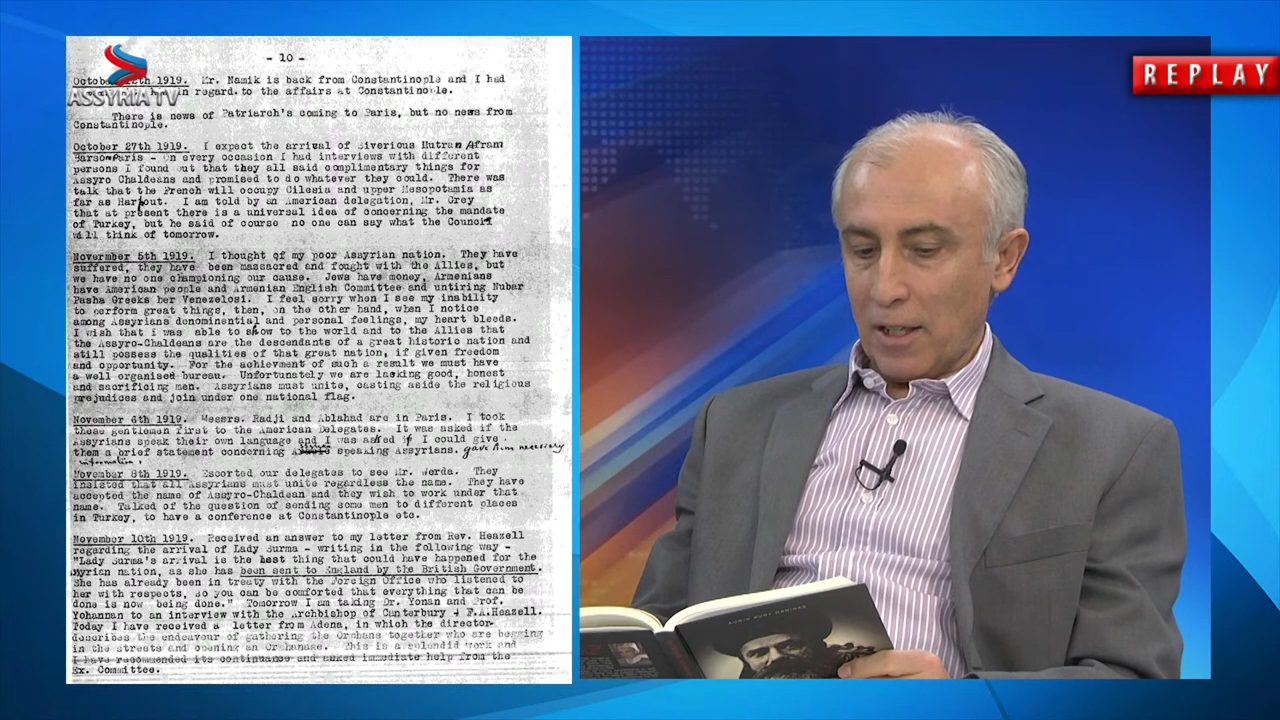 - 10 -
ASSYRIA TV
REPLAY
October 12th 1919. Mr. Namik is back from Constantinople and I had
in regard to the affairs at Constantinople.
There is news of Patriarch's coming to Paris, but no news from
Constantinople.
October 27th 1919. I expect the arrival of Siverious Mutran Afram
Barsom Paris - On every occasion I had interviews with different
persons I found out that they all said complimentary things for
Assyro Chaldeans and promised to do whatever they could. There was
talk that the French will occupy Cilesia and upper Mesopotamia as
far as Harpout. I am told by an American delegation, Mr. Grey
that at present there is a universal idea of concerning the mandate
of Turkey, but he said of course no one can say what the Council
will think of tomorrow.
Novermber 5th 1919. I thought of my poor Assyrian nation. They have
suffered, they have been massacred and fought with the Allies, but
we have no one championing our cause. Jews have money, Armenians
have American people and Armenian English Committee and untiring Nubar
Pasha Greeks her Venezelosi. I feel sorry when I see my inability
to perform great things, then, on the other hand, when I notice
among Assyrians denominential and personal feelings, my heart bleeds.
I wish that i was able to show to the world and to the Allies that
the Assyro-Chaldeans are the descendants of a great historic nation and
still possess the qualities of that great nation, if given freedom
and opportunity. For the achievment of such a result we must have
a well organised bureau. Unfortunately we are lacking good, honest
and sacrificing men. Assyrians must unite, casting aside the religious
prejudices and join under one national flag.
November 6th 1919. Messrs. Radji and Ablahad are in Paris. I took
these gentlemen first to the American Delegates. It was asked if the
Assyrians speak their own language and I was asked if I could give
them a brief statement concerning speaking Assyrians. gave him necessary
information.
November 8th 1919. Escorted our delegates to see Mr. Werda. They
insisted that all Assyrians must unite regardless the name. They have
accepted the name of Assyro-Chaldean and they wish to work under that
name. Talked of the question of sending some men to different places
in Turkey, to have a conference at Constantinople etc.
November 10th 1919. Received an answer to my letter from Rev. Heazell
regarding the arrival of Lady Surma - writing in the following way -
"Lady Surma's arrival is the best thing that could have happened for the
syrian nation, as she has been sent to England by the British Government.
She has already been in treaty with the Foreign Office who listened to
her with respects, so you can be comforted that everything that can be
done is now being done." Tomorrow I am taking Dr. Yonan and Prof.
Yohannan to an interview with the Archbishop of Canterbury - F.A.Heazell.
Today I have received a letter from Adena, in which the director
describes the endeavour of gathering the Orphans together who are begging
in the streets and opening an Orphanage. This is a splendid work and
I have recommended its continuance and asked immediate help from the
Ex. Committee.